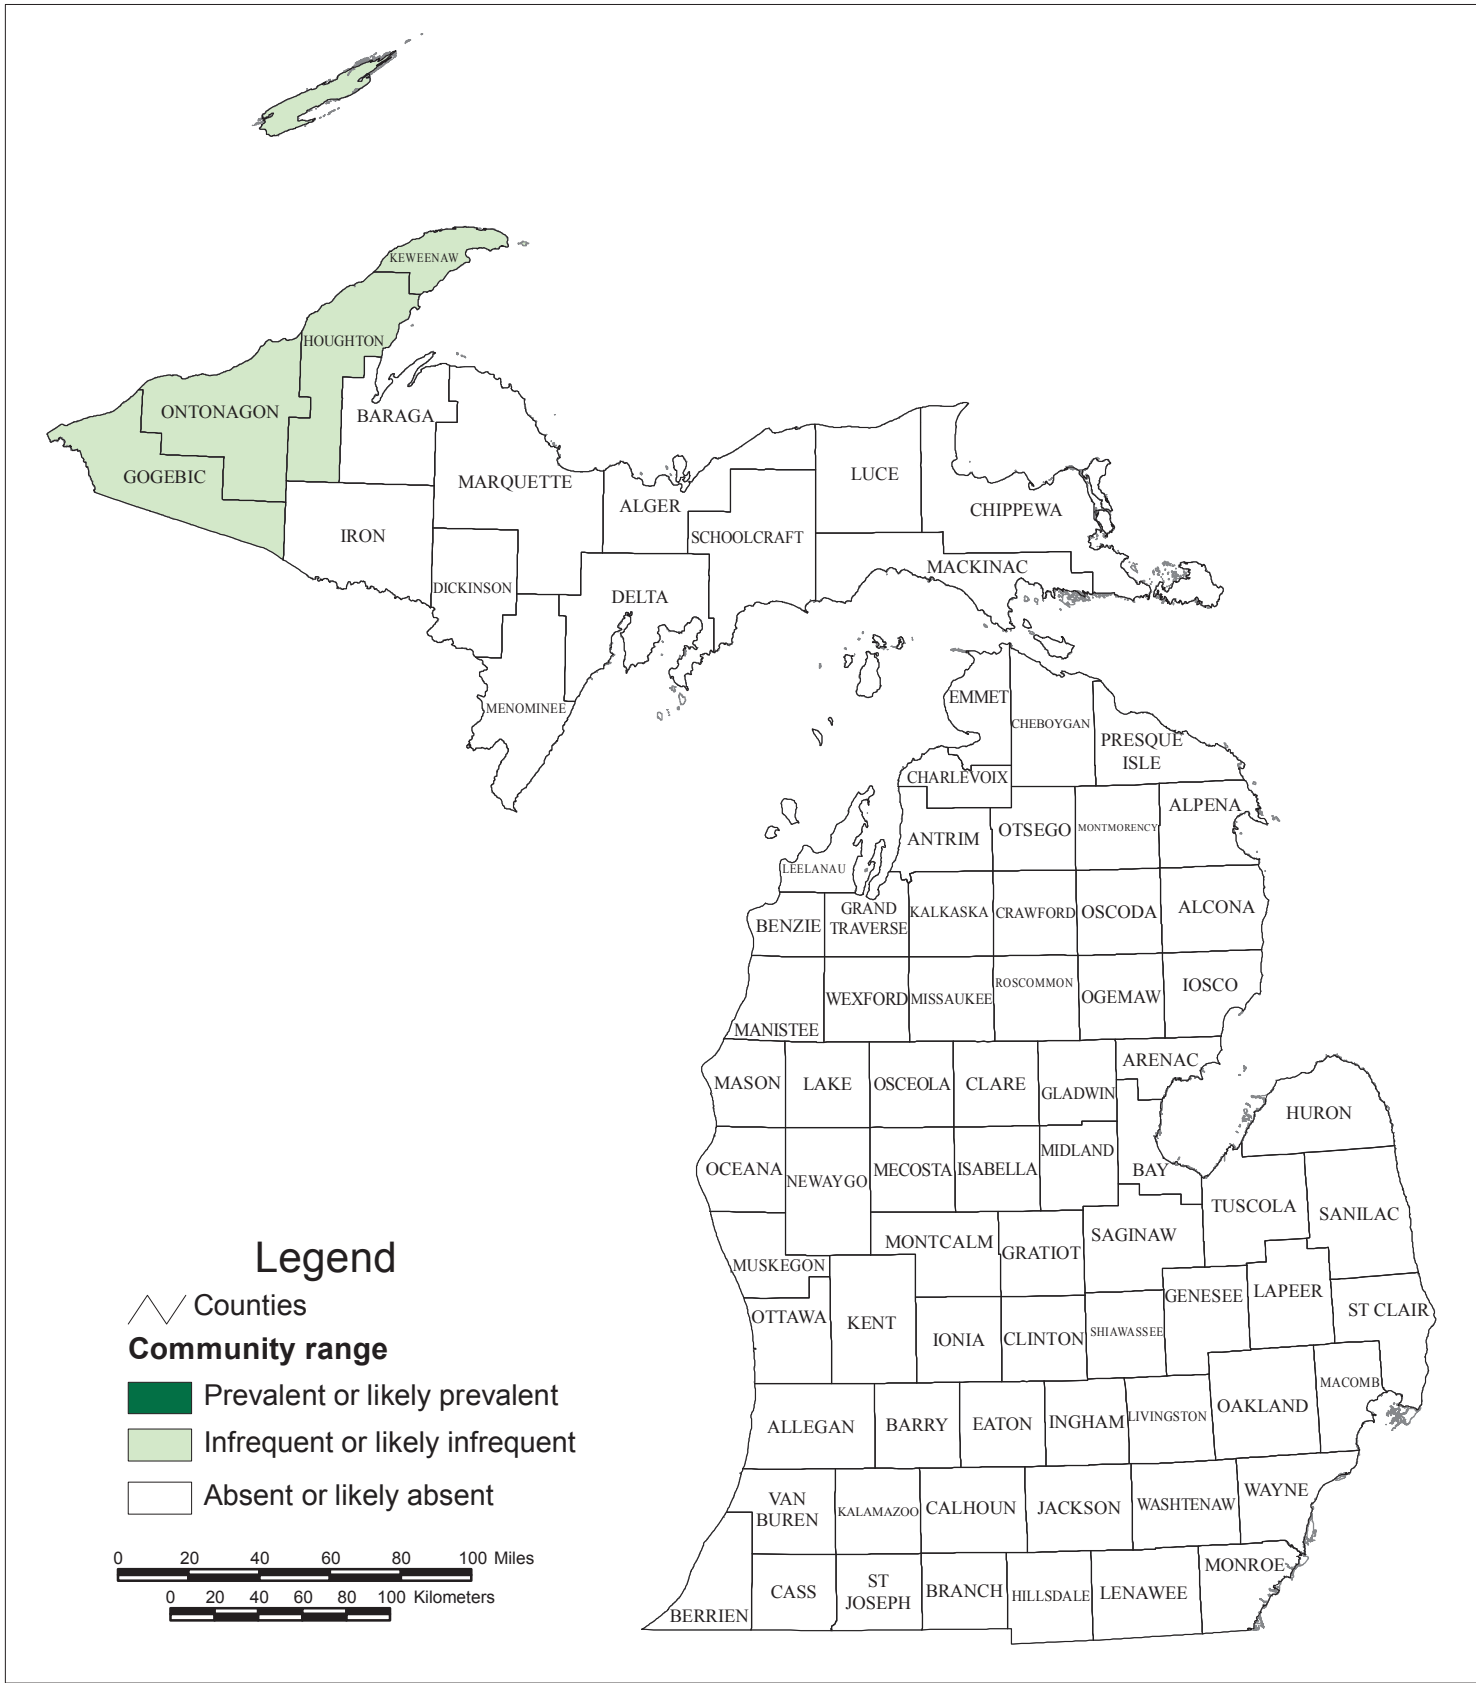 KEWEENAW
HOUGHTON
ONTONAGON
BARAGA
GOGEBIC
MARQUETTE
LUCE
ALGER
CHIPPEWA
IRON
SCHOOLCRAFT
MACKINAC
DICKINSON
DELTA
MENOMINEE
EMMET
CHEBOYGAN
PRESQUE
ISLE
CHARLEVOIX
ALPENA
ANTRIM
OTSEGO
MONTMORENCY
LEELANAU
BENZIE
GRAND
TRAVERSE
KALKASKA
CRAWFORD
OSCODA
ALCONA
MANISTEE
WEXFORD
MISSAUKEE
ROSCOMMON
OGEMAW
IOSCO
ARENAC
MASON
LAKE
OSCEOLA
CLARE
GLADWIN
HURON
OCEANA
NEWAYGO
MECOSTA
ISABELLA
MIDLAND
BAY
TUSCOLA
SANILAC
MONTCALM
GRATIOT
SAGINAW
MUSKEGON
GENESEE
LAPEER
ST CLAIR
OTTAWA
KENT
IONIA
CLINTON
SHIAWASSEE
OAKLAND
MACOMB
ALLEGAN
BARRY
EATON
INGHAM
LIVINGSTON
VAN
BUREN
KALAMAZOO
CALHOUN
JACKSON
WASHTENAW
WAYNE
MONROE
BERRIEN
CASS
ST
JOSEPH
BRANCH
HILLSDALE
LENAWEE
Legend
Counties
Community range
Prevalent or likely prevalent
Infrequent or likely infrequent
Absent or likely absent
0 20 40 60 80 100 Miles
0 20 40 60 80 100 Kilometers